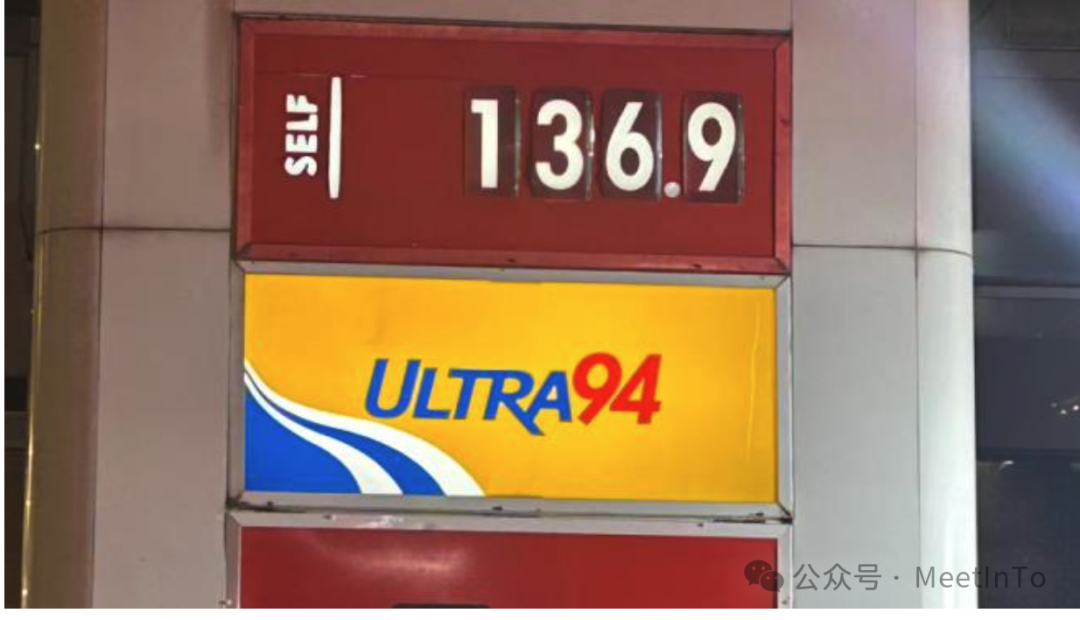 SELF
136.9
ULTRA94
公众号 · MeetInTo